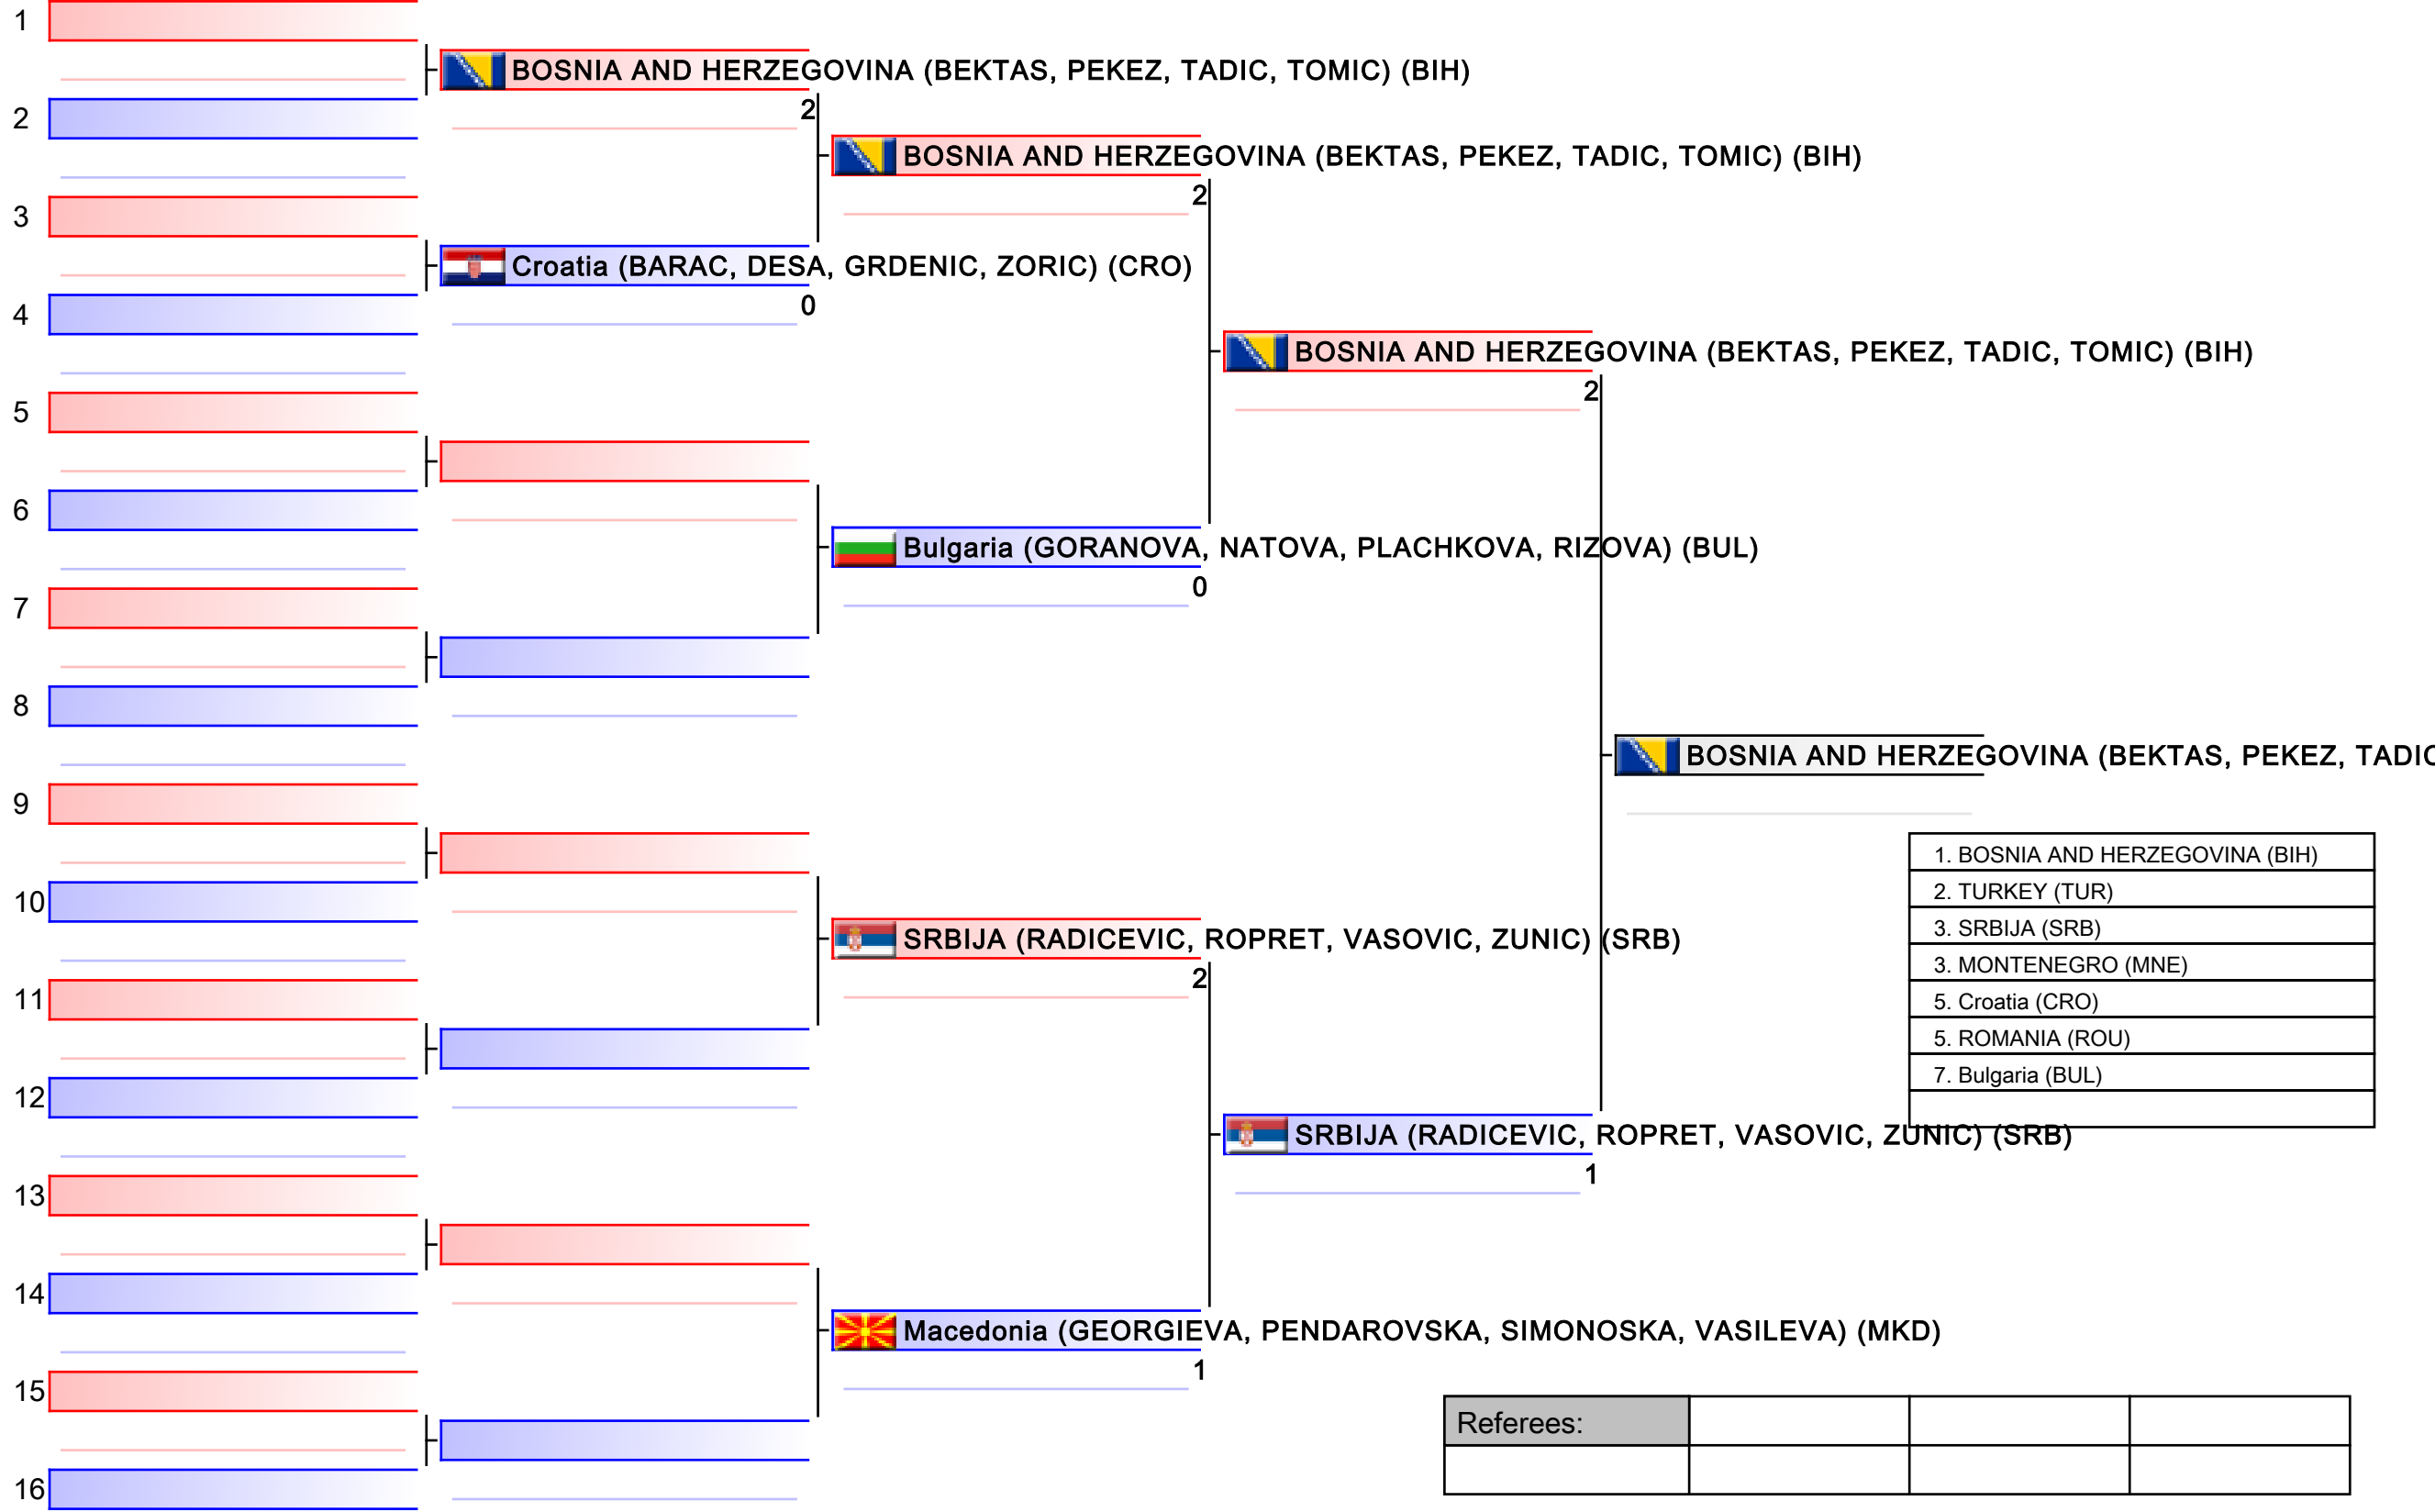 1
BOSNIA AND HERZEGOVINA (BEKTAS, PEKEZ, TADIC, TOMIC) (BIH)
2
2
BOSNIA AND HERZEGOVINA (BEKTAS, PEKEZ, TADIC, TOMIC) (BIH)
2
3
Croatia (BARAC, DESA, GRDENIC, ZORIC) (CRO)
0
4
BOSNIA AND HERZEGOVINA (BEKTAS, PEKEZ, TADIC, TOMIC) (BIH)
2
5
6
Bulgaria (GORANOVA, NATOVA, PLACHKOVA, RIZOVA) (BUL)
0
7
8
BOSNIA AND HERZEGOVINA (BEKTAS, PEKEZ, TADIC
9
1. BOSNIA AND HERZEGOVINA (BIH)
2. TURKEY (TUR)
3. SRBIJA (SRB)
3. MONTENEGRO (MNE)
5. Croatia (CRO)
5. ROMANIA (ROU)
7. Bulgaria (BUL)
10
SRBIJA (RADICEVIC, ROPRET, VASOVIC, ZUNIC) (SRB)
2
11
12
SRBIJA (RADICEVIC, ROPRET, VASOVIC, ZUNIC) (SRB)
1
13
14
Macedonia (GEORGIEVA, PENDAROVSKA, SIMONOSKA, VASILEVA) (MKD)
1
15
Referees:
16